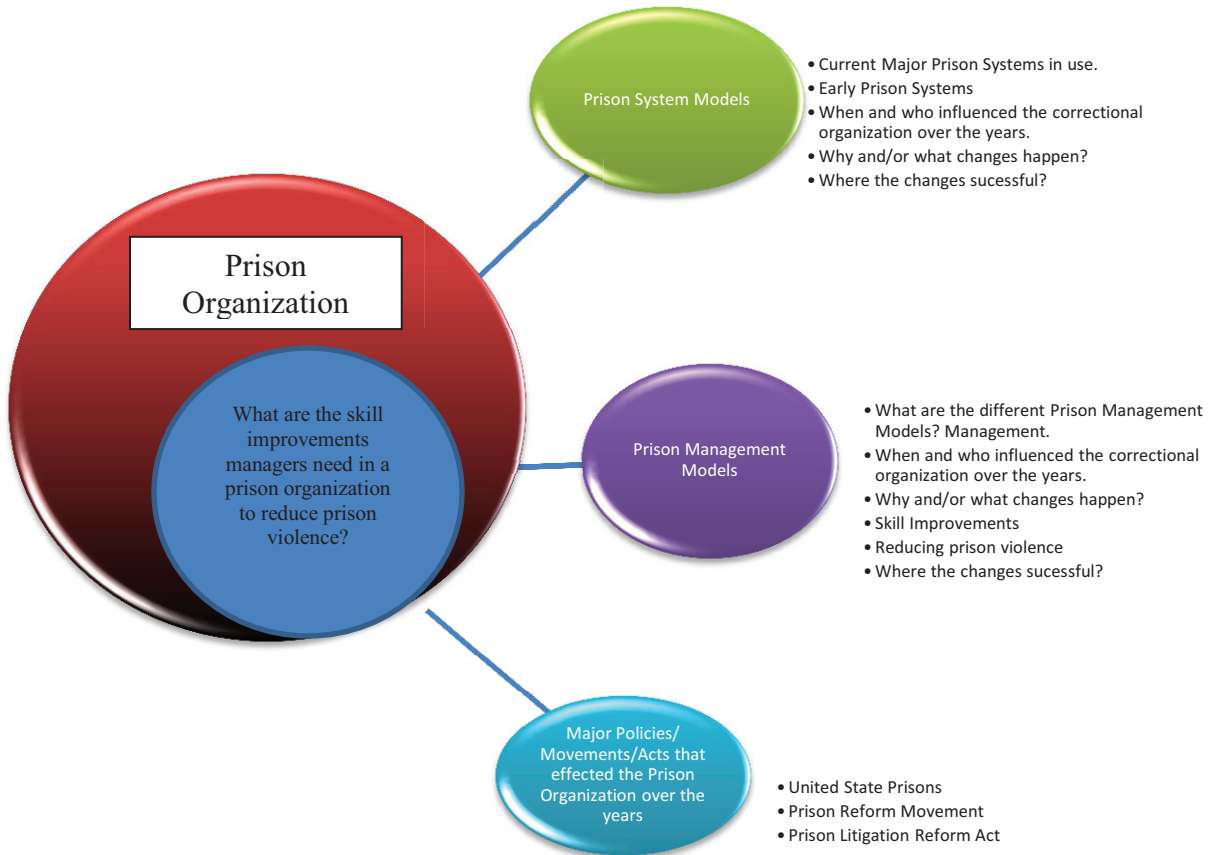 Prison System Models
• Current Major Prison Systems in use.
• Early Prison Systems
• When and who influenced the correctional
organization over the years.
• Why and/or what changes happen?
• Where the changes sucessful?
Prison
Organization
What are the skill
improvements
managers need in a
prison organization
to reduce prison
violence?
Prison Management
Models
• What are the different Prison Management
Models? Management.
• When and who influenced the correctional
organization over the years.
• Why and/or what changes happen?
• Skill Improvements
• Reducing prison violence
• Where the changes sucessful?
Major Policies/
Movements/Acts that
effected the Prison
Organization over the
years
• United State Prisons
• Prison Reform Movement
• Prison Litigation Reform Act